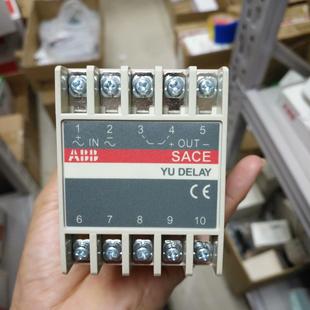 1 2 3 4 5
+ ~ IN ~ + OUT -
ABB SACE
YU DELAY
CE
6 7 8 9 10